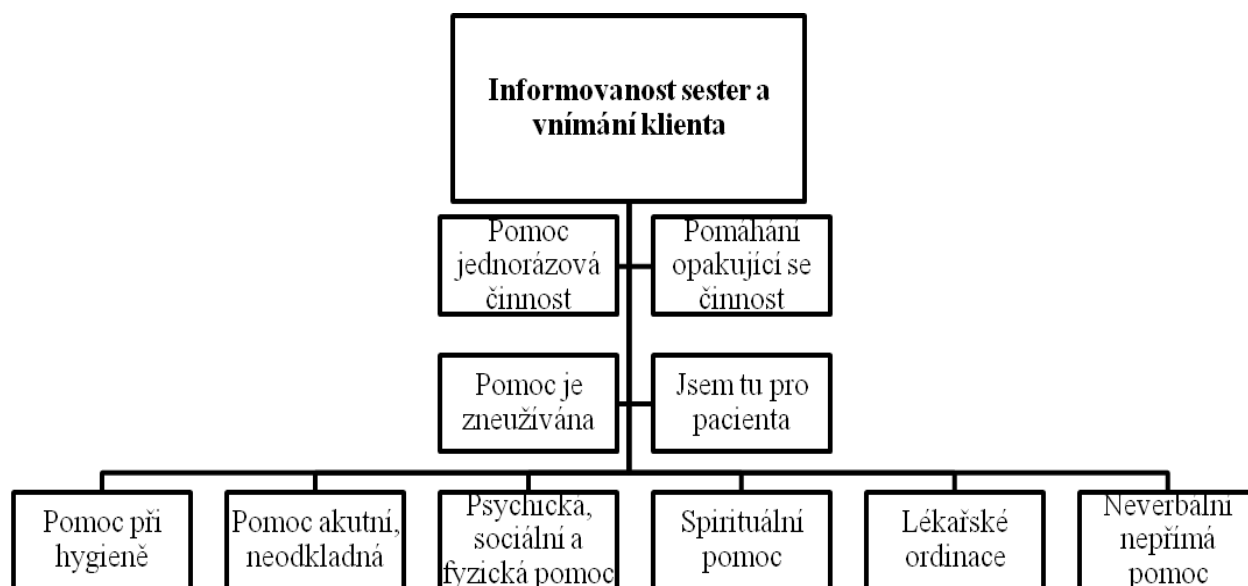 Informovanost sester a
vnímání klienta
Pomoc
jednorázová
činnost
Pomáhání
opakující se
činnost
Pomoc je
zneužívána
Jsem tu pro
pacienta
Pomoc při
hygieně
Pomoc akutní,
neodkladná
Psychická,
sociální a
fyzická pomoc
Spirituální
pomoc
Lékařské
ordinace
Neverbální
nepřímá
pomoc